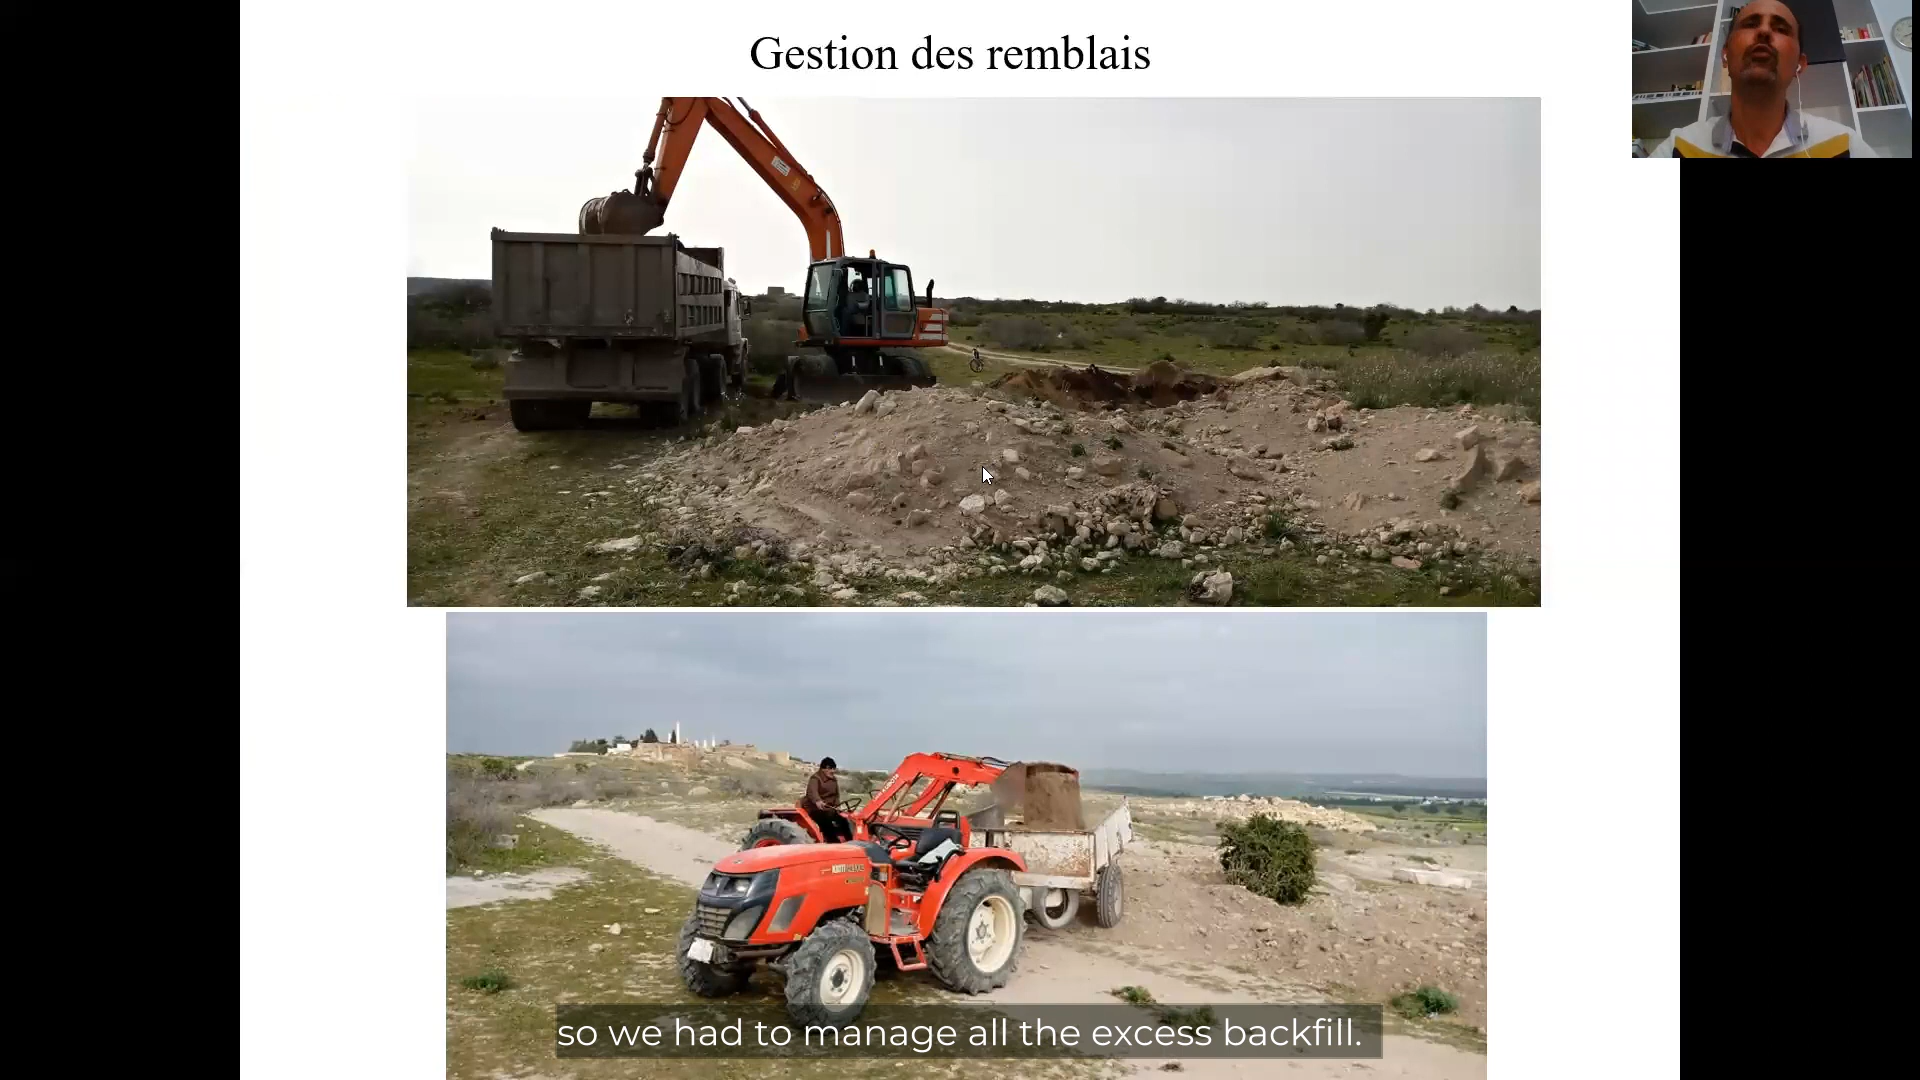 Gestion des remblais
so we had to manage all the excess backfill.